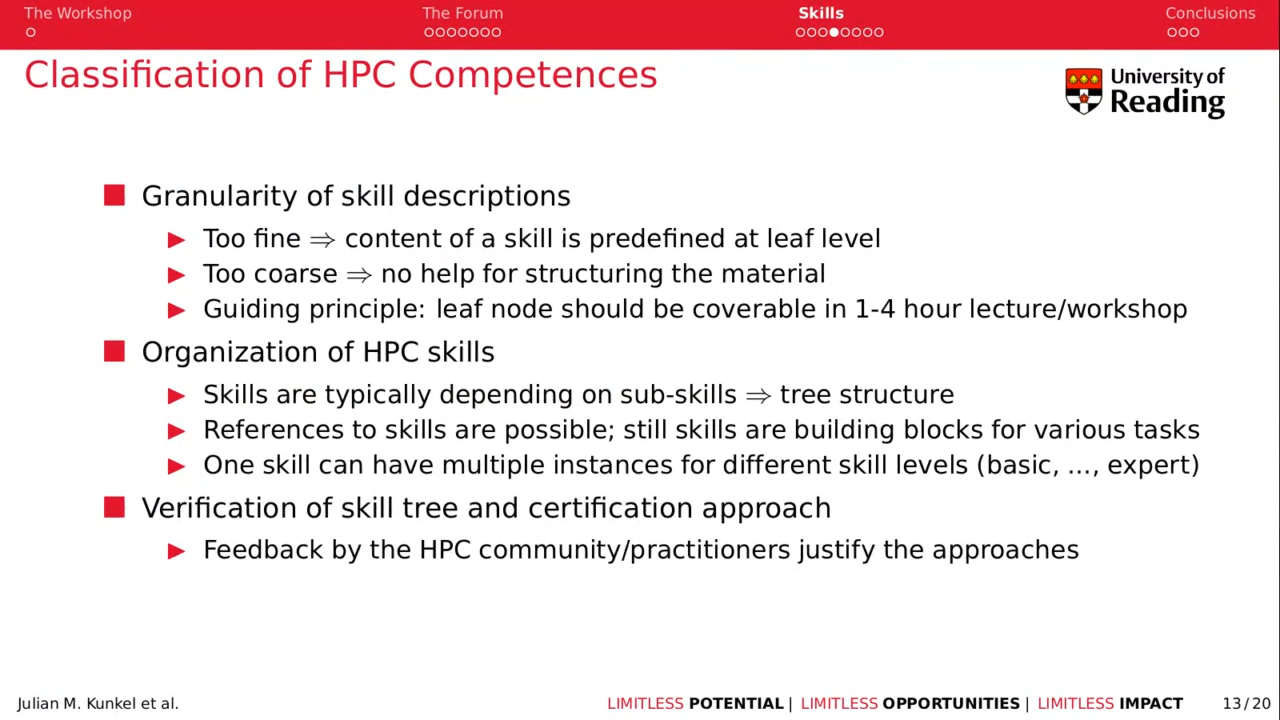 The Workshop The Forum Skills Conclusions
Classification of HPC Competences
University of
Reading
Granularity of skill descriptions
Too fine ⇒ content of a skill is predefined at leaf level
Too coarse ⇒ no help for structuring the material
Guiding principle: leaf node should be coverable in 1-4 hour lecture/workshop
Organization of HPC skills
Skills are typically depending on sub-skills ⇒ tree structure
References to skills are possible; still skills are building blocks for various tasks
One skill can have multiple instances for different skill levels (basic, ..., expert)
Verification of skill tree and certification approach
Feedback by the HPC community/practitioners justify the approaches
Julian M. Kunkel et al. LIMITLESS POTENTIAL | LIMITLESS OPPORTUNITIES | LIMITLESS IMPACT 13/20